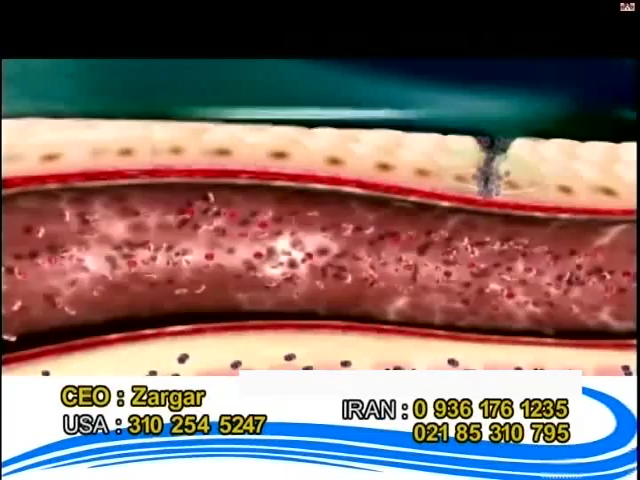 CEO : Zargar
USA : 310 254 5247
IRAN : 0 936 176 1235
021 85 310 795